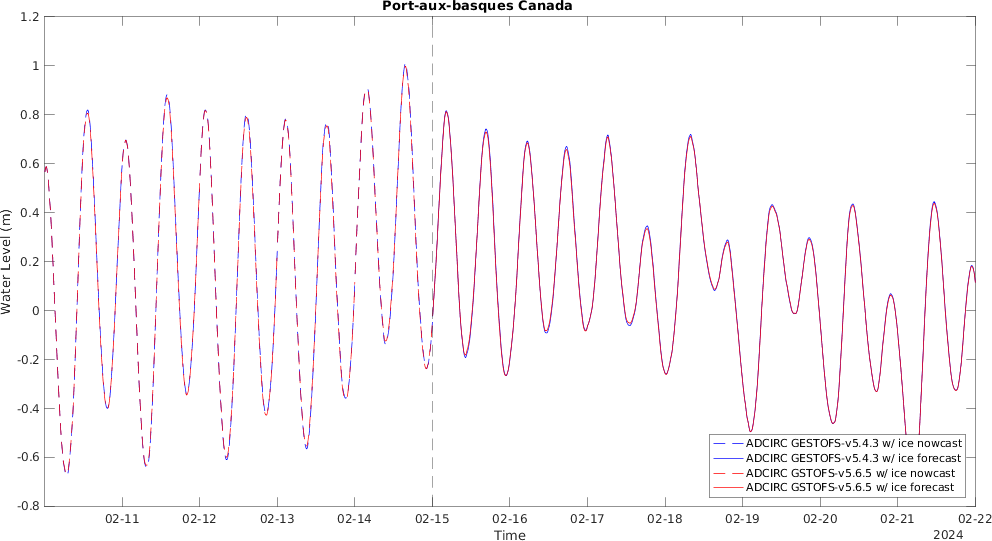 Port-aux-basques Canada
1.2
1
0.8
0.6
0.4
0.2
0
-0.2
-0.4
-0.6
-0.8
Water Level (m)
ADCIRC GESTOFS-v5.4.3 w/ ice nowcast
ADCIRC GESTOFS-v5.4.3 w/ ice forecast
ADCIRC GSTOFS-v5.6.5 w/ ice nowcast
ADCIRC GSTOFS-v5.6.5 w/ ice forecast
02-11 02-12 02-13 02-14 02-15 02-16 02-17 02-18 02-19 02-20 02-21 02-22
Time
2024